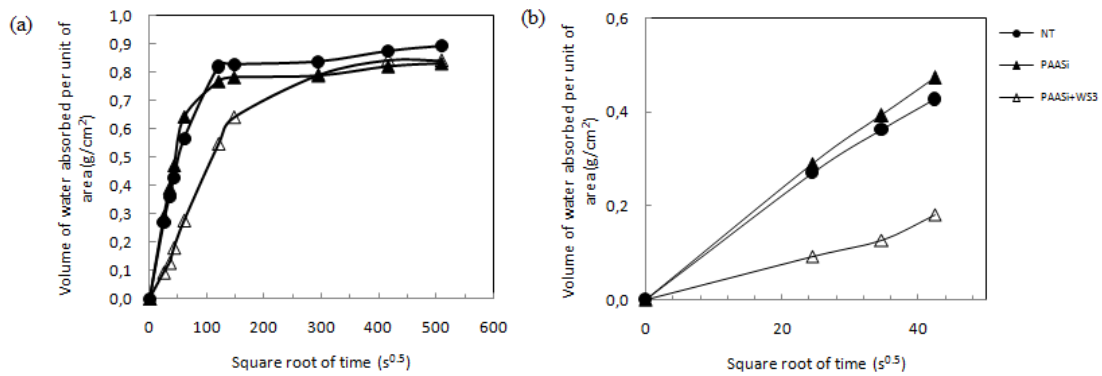 (a)
Volume of water absorbed per unit of
area(g/cm²)
1,0
0,9
0,8
0,7
0,6
0,5
0,4
0,3
0,2
0,1
0,0
0 100 200 300 400 500 600
Square root of time (s⁰·⁵)
(b)
Volume of water absorbed per unit of
area (g/cm²)
0,6
0,4
0,2
0,0
0 20 40
Square root of time (s⁰·⁵)
NT
PAASi
PAASi+WS3